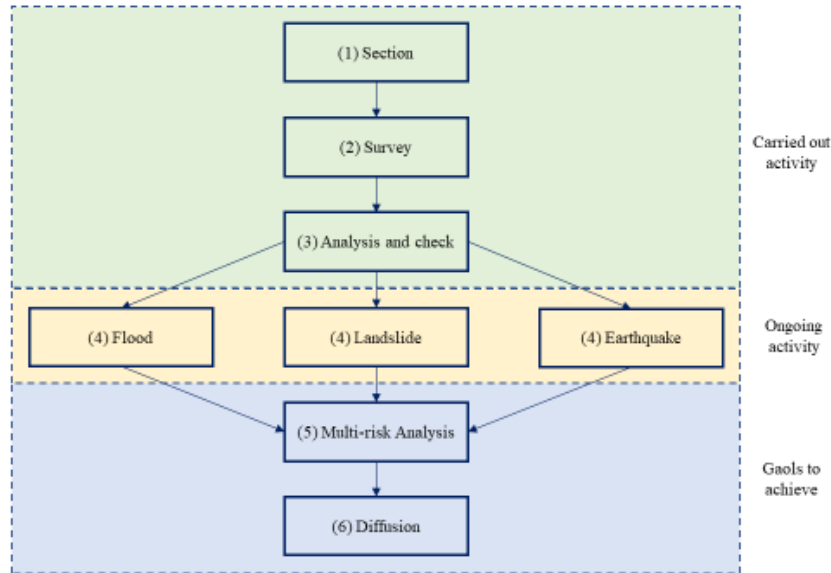 (1) Section
(2) Survey
Carried out
activity
(3) Analysis and check
(4) Flood
(4) Landslide
(4) Earthquake
Ongoing
activity
(5) Multi-risk Analysis
Gaols to
achieve
(6) Diffusion